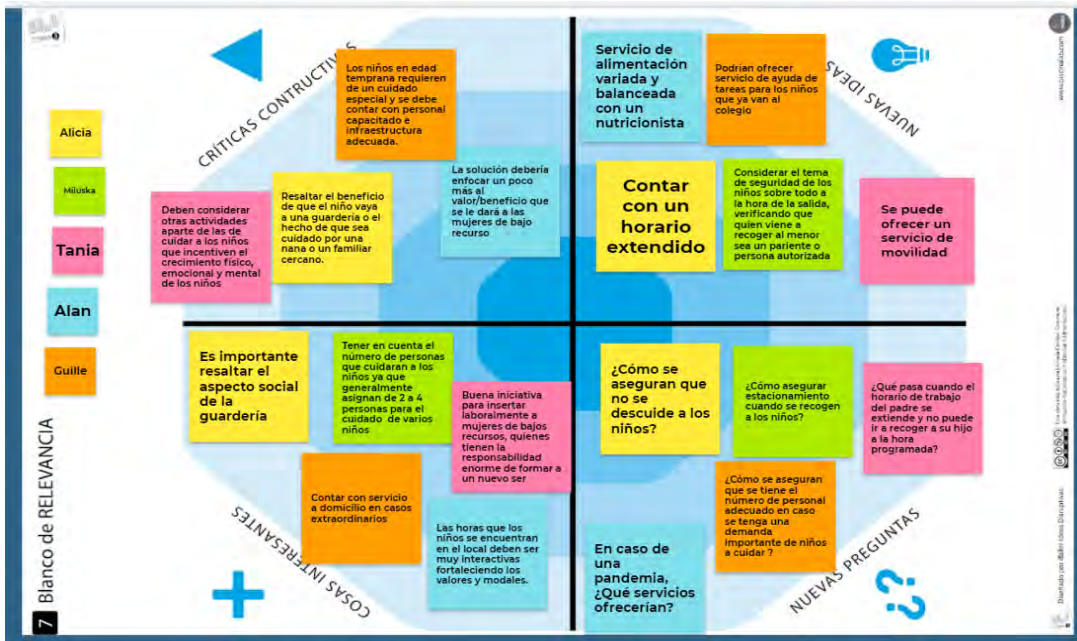 Alicia
Miluska
Tania
Alan
Guille
7
Blanco de RELEVANCIA
CRÍTICAS CONTRUCTIVAS
Los niños en edad
temprana requieren
de un cuidado
especial y se debe
contar con personal
capacitado e
infraestructura
adecuada.
La solución debería
enfocar un poco
más al
valor/beneficio que
se le dará a las
mujeres de bajo
recurso
Resaltar el beneficio
de que el niño vaya
a una guardería o el
hecho de que sea
cuidado por una
nana o un familiar
cercano.
Deben considerar
otras actividades
aparte de las de
cuidar a los niños
que incentiven el
crecimiento físico,
emocional y mental
de los niños
NUEVAS IDEAS
Servicio de
alimentación
variada y
balanceada
con un
nutricionista
Podrían ofrecer
servicio de ayuda de
tareas para los niños
que ya van al
colegio
Contar
con un
horario
extendido
Considerar el tema
de seguridad de los
niños sobre todo a
la hora de la salida,
verificando que
quien viene a
recoger al menor
sea un pariente o
persona autorizada
Se puede
ofrecer un
servicio de
movilidad
COSAS INTERESANTES
Es importante
resaltar el
aspecto social
de la
guardería
Tener en cuenta el
número de personas
que cuidaran a los
niños ya que
generalmente
asignan de 2 a 4
personas para el
cuidado de varios
niños
Buena iniciativa
para insertar
laboralmente a
mujeres de bajos
recursos, quienes
tienen la
responsabilidad
enorme de formar a
un nuevo ser
Contar con servicio
a domicilio en casos
extraordinarios
Las horas que los
niños se encuentran
en el local deben ser
muy interactivas
fortaleciendo los
valores y modales.
NUEVAS PREGUNTAS
¿Cómo se
aseguran que
no se
descuide a los
niños?
¿Cómo asegurar
estacionamiento
cuando se recogen
a los niños?
¿Qué pasa cuando el
horario de trabajo
del padre se
extiende y no puede
ir a recoger a su hijo
a la hora
programada?
¿Cómo se aseguran
que se tiene el
número de personal
adecuado en caso
se tenga una
demanda
importante de niños
a cuidar ?
En caso de
una
pandemia,
¿Qué servicios
ofrecerían?